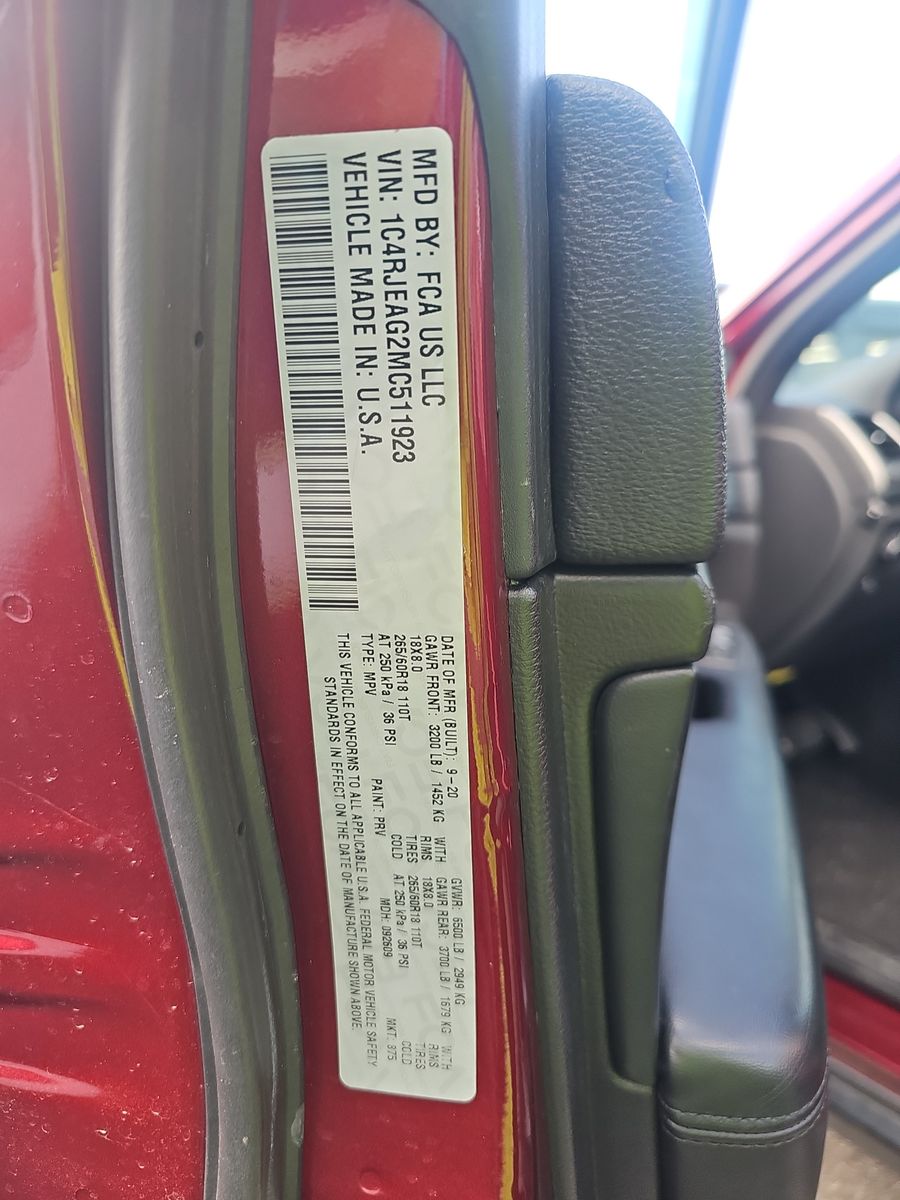 MFD BY: FCA US LLC
VIN: 1C4RJEAG2MC511923
VEHICLE MADE IN: U.S.A.
DATE OF MFR (BUILT): 9-20 GVWR: 6500 LB / 2949 KG
GAWR FRONT: 3200 LB / 1452 KG WITH GAWR REAR: 3700 LB / 1679 KG WITH
18X8.0 RIMS 18X8.0 RIMS
265/60R18 110T TIRES 265/60R18 110T TIRES
AT 250 kPa / 36 PSI COLD AT 250 kPa / 36 PSI COLD
TYPE: MPV PAINT: PRV MDH: 092609 MKT: 875
THIS VEHICLE CONFORMS TO ALL APPLICABLE U.S.A. FEDERAL MOTOR VEHICLE SAFETY
STANDARDS IN EFFECT ON THE DATE OF MANUFACTURE SHOWN ABOVE.